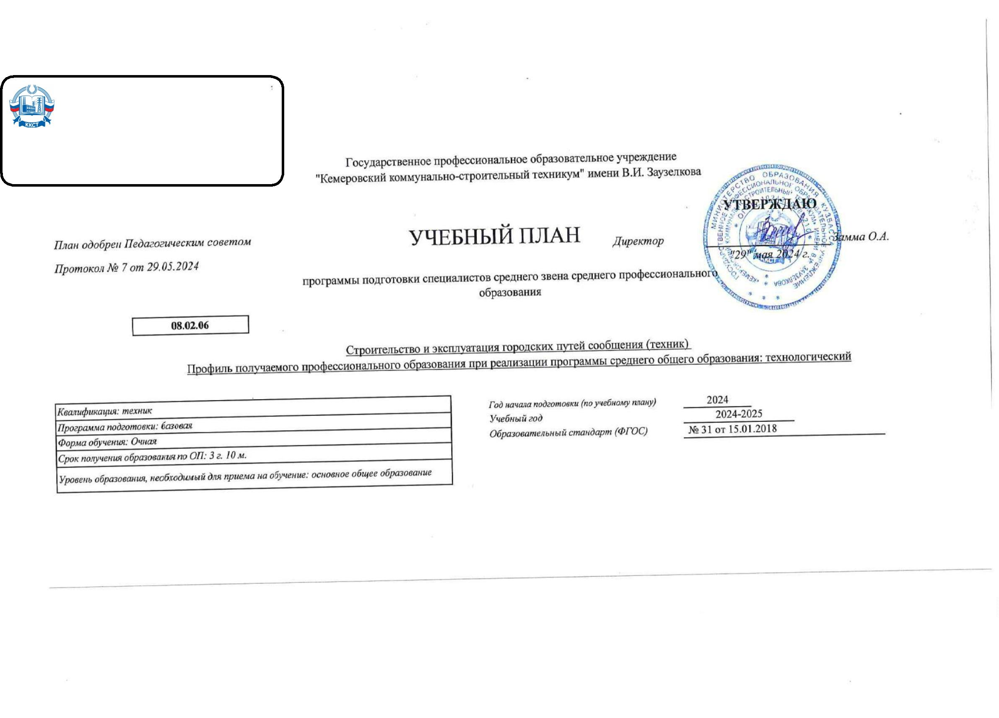 ККСТ
Государственное профессиональное образовательное учреждение
"Кемеровский коммунально-строительный техникум" имени В.И. Заузелкова
УТВЕРЖДАЮ
План одобрен Педагогическим советом
УЧЕБНЫЙ ПЛАН
Директор
Замма О.А.
"29" мая 2024 г.
Протокол № 7 от 29.05.2024
программы подготовки специалистов среднего звена среднего профессионального
образования
МИНИСТЕРСТВО ОБРАЗОВАНИЯ КУЗБАССА
08.02.06
Строительство и эксплуатация городских путей сообщения (техник)
Профиль получаемого профессионального образования при реализации программы среднего общего образования: технологический
Квалификация: техник
Программа подготовки: базовая
Форма обучения: Очная
Срок получения образования по ОП: 3 г. 10 м.
Уровень образования, необходимый для приема на обучение: основное общее образование
Год начала подготовки (по учебному плану) 2024
Учебный год 2024-2025
Образовательный стандарт (ФГОС) № 31 от 15.01.2018